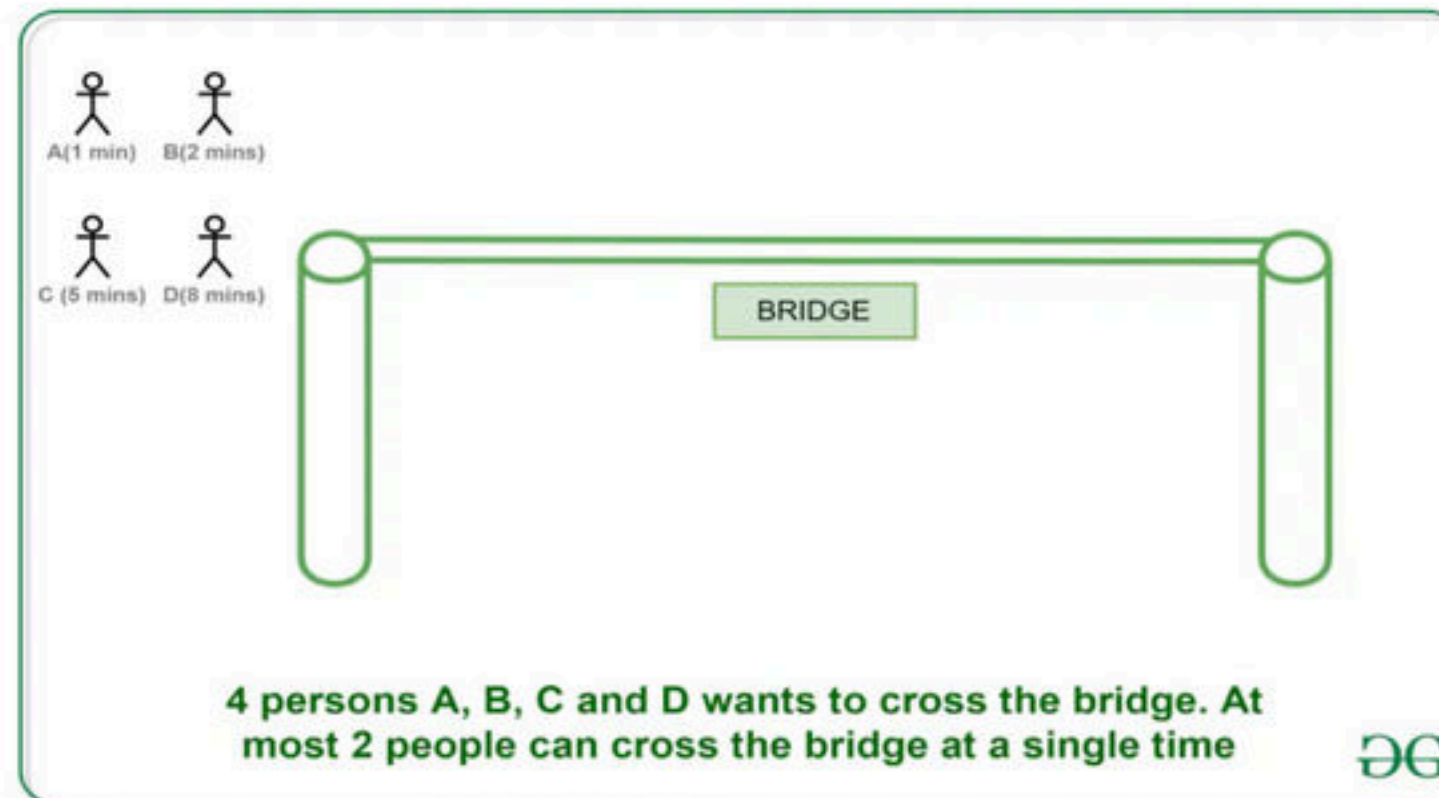 A(1 min) B(2 mins)
C (5 mins) D(8 mins)
BRIDGE
4 persons A, B, C and D wants to cross the bridge. At
most 2 people can cross the bridge at a single time